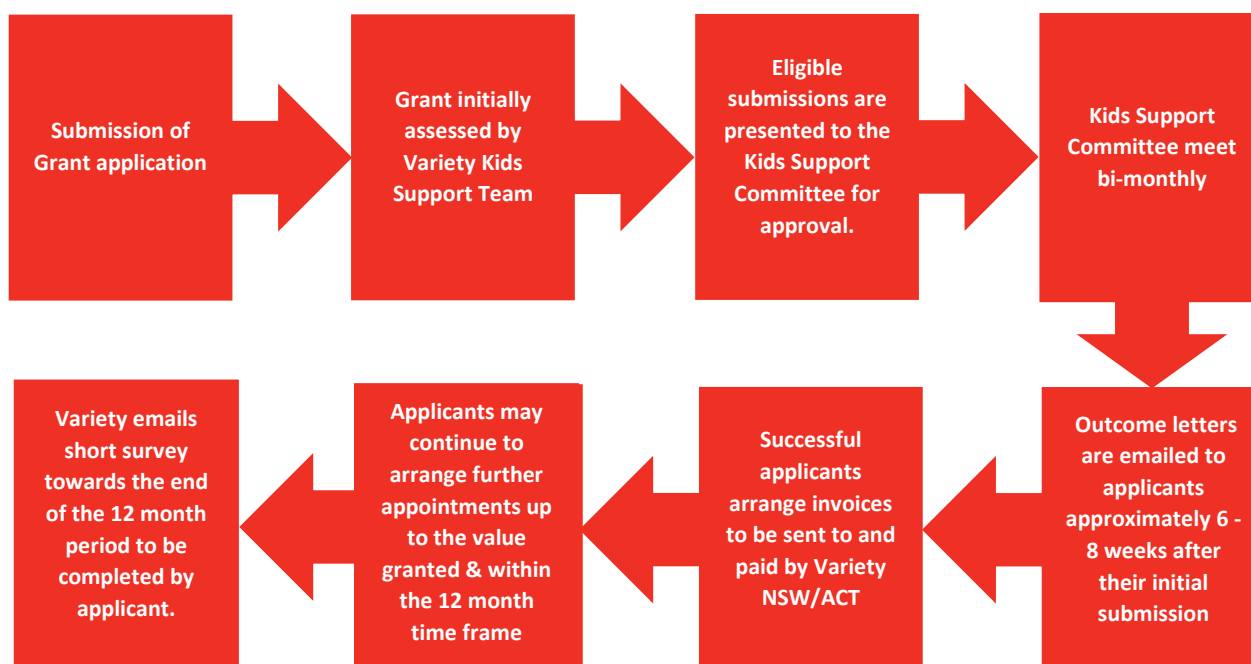 Submission of
Grant application
Grant initially
assessed by
Variety Kids
Support Team
Eligible
submissions are
presented to the
Kids Support
Committee for
approval.
Kids Support
Committee meet
bi-monthly
Outcome letters
are emailed to
applicants
approximately 6 -
8 weeks after
their initial
submission
Successful
applicants
arrange invoices
to be sent to and
paid by Variety
NSW/ACT
Applicants may
continue to
arrange further
appointments up
to the value
granted & within
the 12 month
time frame
Variety emails
short survey
towards the end
of the 12 month
period to be
completed by
applicant.